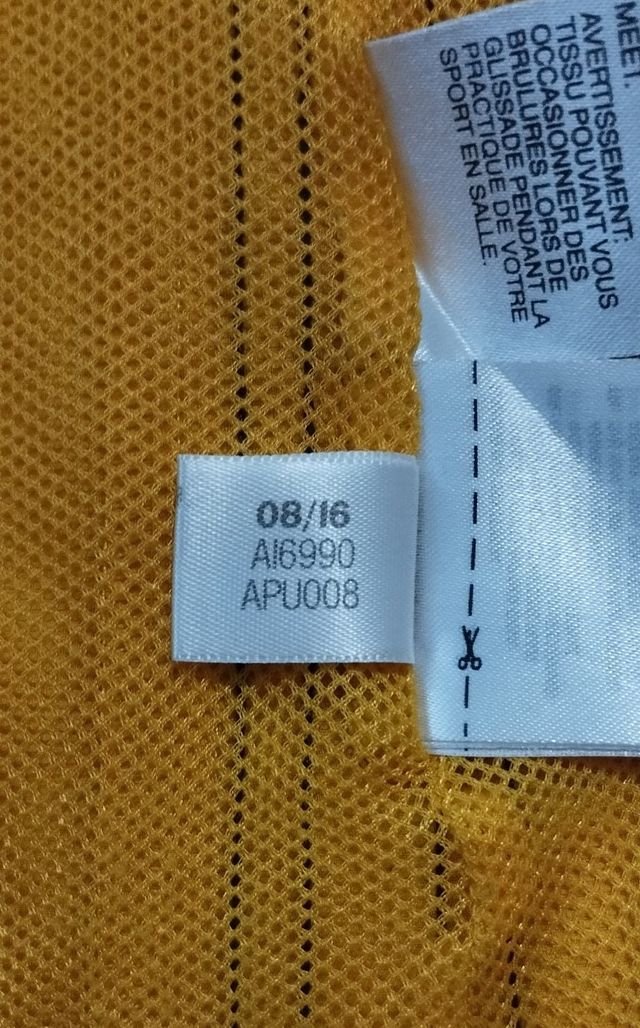 MEET.
AVERTISSEMENT:
TISSU POUVANT VOUS
OCCASIONNER DES
BRULURES LORS DE
GLISSADE PENDANT LA
PRACTIQUE DE VOTRE
SPORT EN SALLE.
08/16
AI6990
APU008